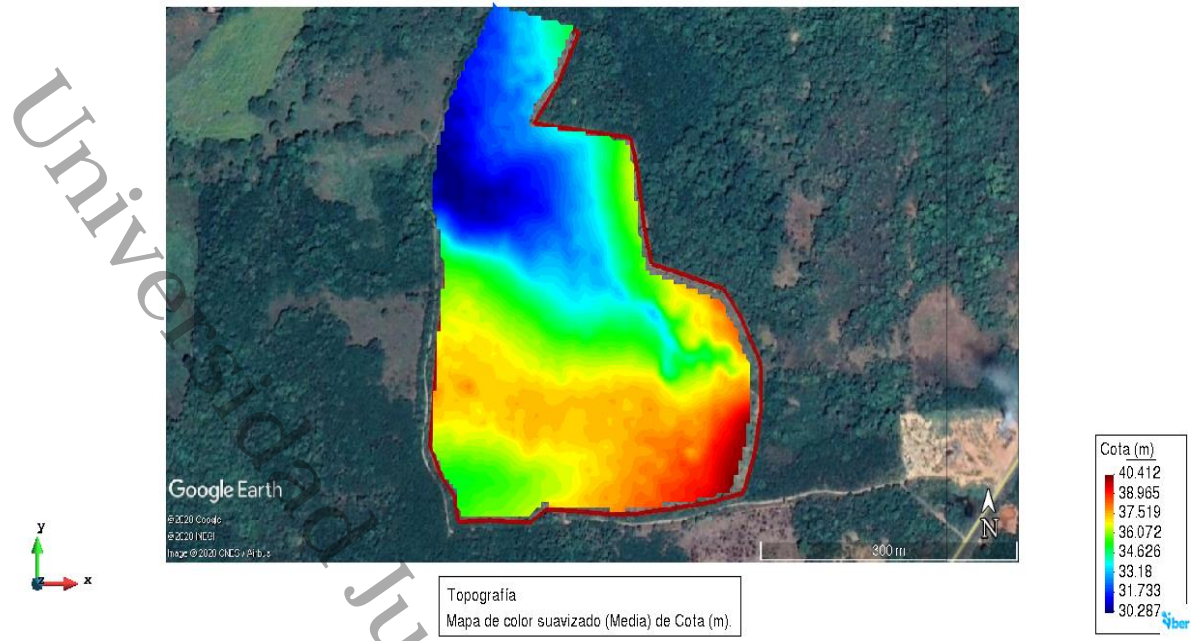 Universidad Ju
Google Earth
© 2020 Google
© 2020 INEGI
Image © 2020 CNES / Airbus
N
300 m
y
z
x
Topografía
Mapa de color suavizado (Media) de Cota (m).
Cota (m)
40.412
38.965
37.519
36.072
34.626
33.18
31.733
30.287
iber